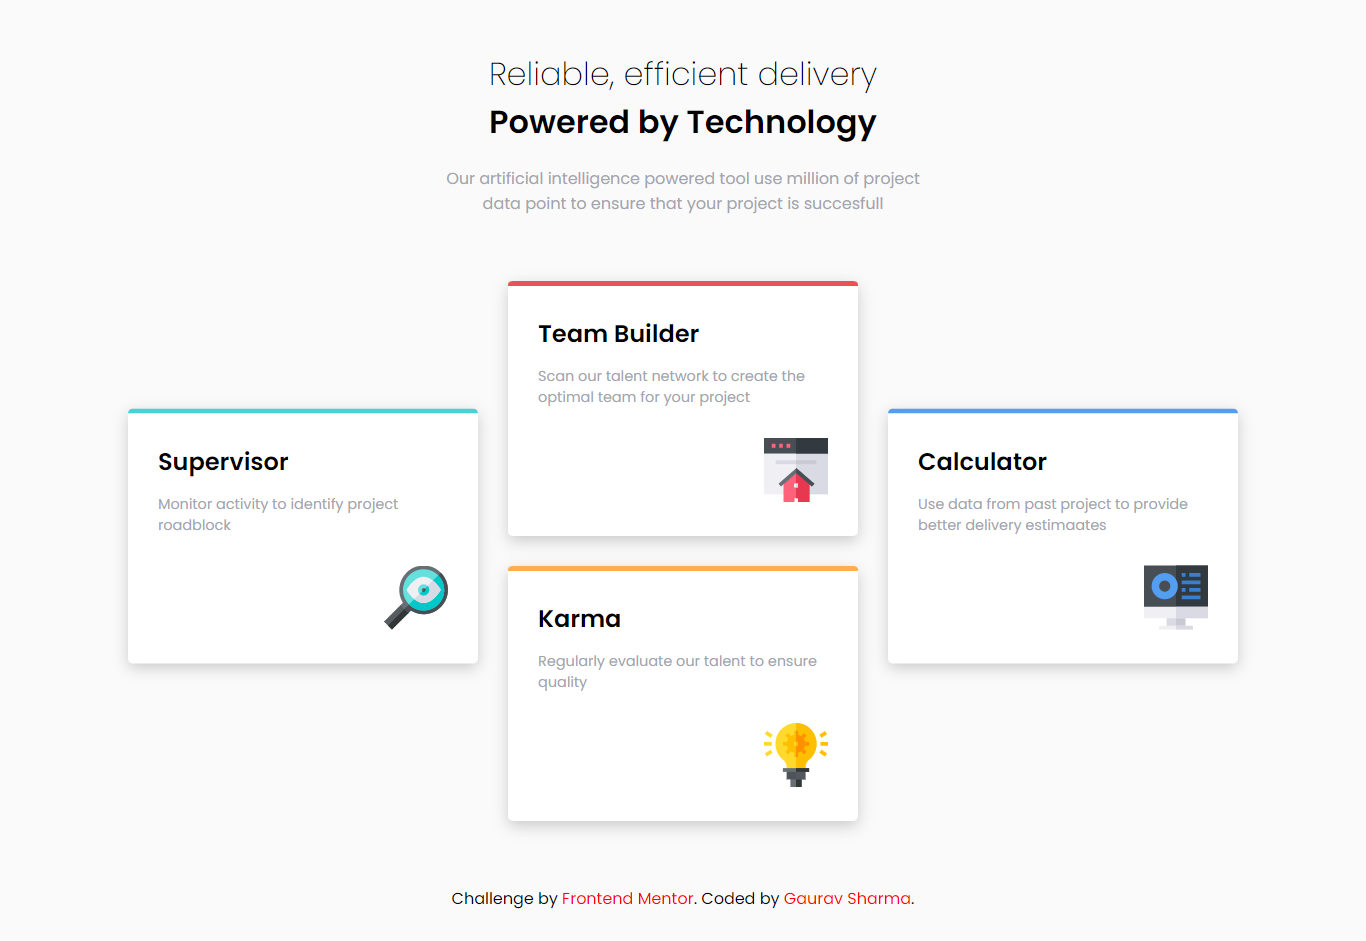 Reliable, efficient delivery
Powered by Technology
Our artificial intelligence powered tool use million of project
data point to ensure that your project is succesfull
Team Builder
Scan our talent network to create the
optimal team for your project
Supervisor
Monitor activity to identify project
roadblock
Calculator
Use data from past project to provide
better delivery estimaates
Karma
Regularly evaluate our talent to ensure
quality
Challenge by Frontend Mentor. Coded by Gaurav Sharma.